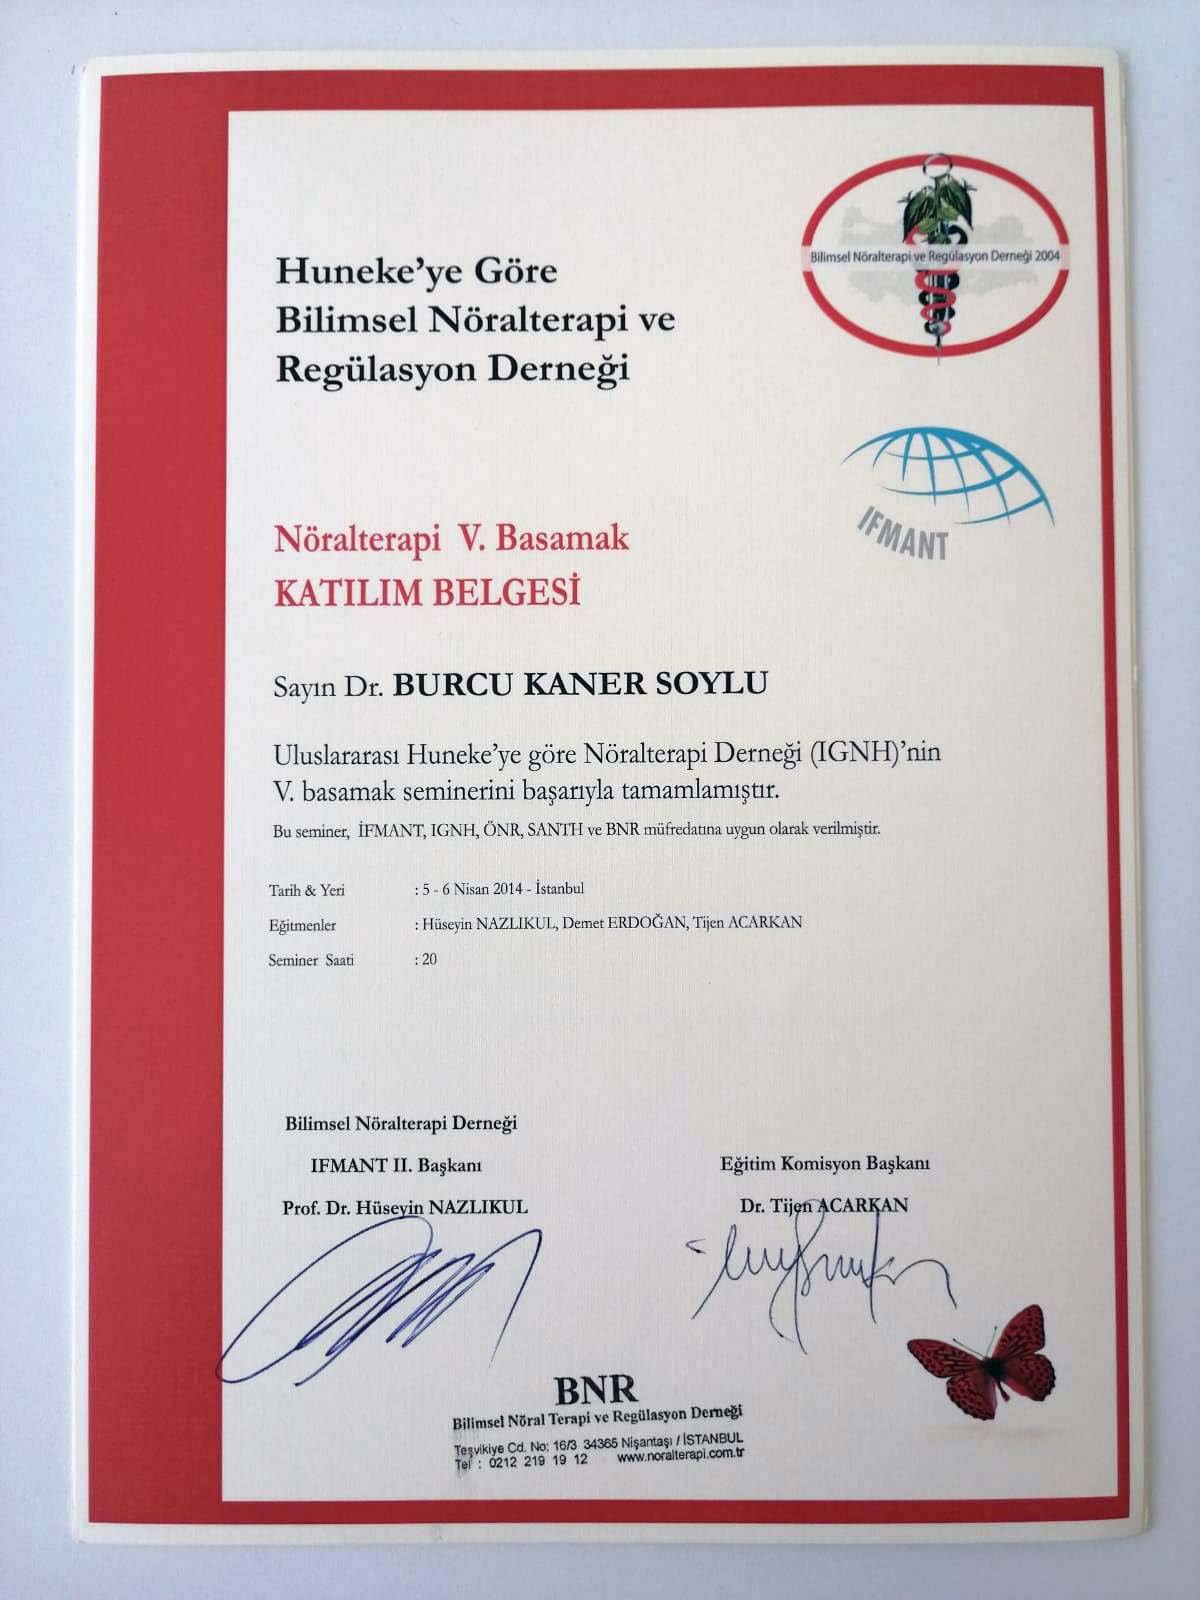 Huneke'ye Göre
Bilimsel Nöralterapi ve
Regülasyon Derneği
Bilimsel Nöralterapi ve Regülasyon Derneği 2004
IFMANT
Nöralterapi V. Basamak
KATILIM BELGESİ
Sayın Dr. BURCU KANER SOYLU
Uluslararası Huneke'ye göre Nöralterapi Derneği (IGNH)'nin
V. basamak seminerini başarıyla tamamlamıştır.
Bu seminer, İFMANT, IGNH, ÖNR, SANTH ve BNR müfredatına uygun olarak verilmiştir.
Tarih & Yeri : 5 - 6 Nisan 2014 - İstanbul
Eğitmenler : Hüseyin NAZLIKUL, Demet ERDOĞAN, Tijen ACARKAN
Seminer Saati : 20
Bilimsel Nöralterapi Derneği
IFMANT II. Başkanı
Prof. Dr. Hüseyin NAZLIKUL
Eğitim Komisyon Başkanı
Dr. Tijen ACARKAN
BNR
Bilimsel Nöral Terapi ve Regülasyon Derneği
Teşvikiye Cd. No: 16/3 34365 Nişantaşı / İSTANBUL
Tel : 0212 219 19 12 www.noralterapi.com.tr